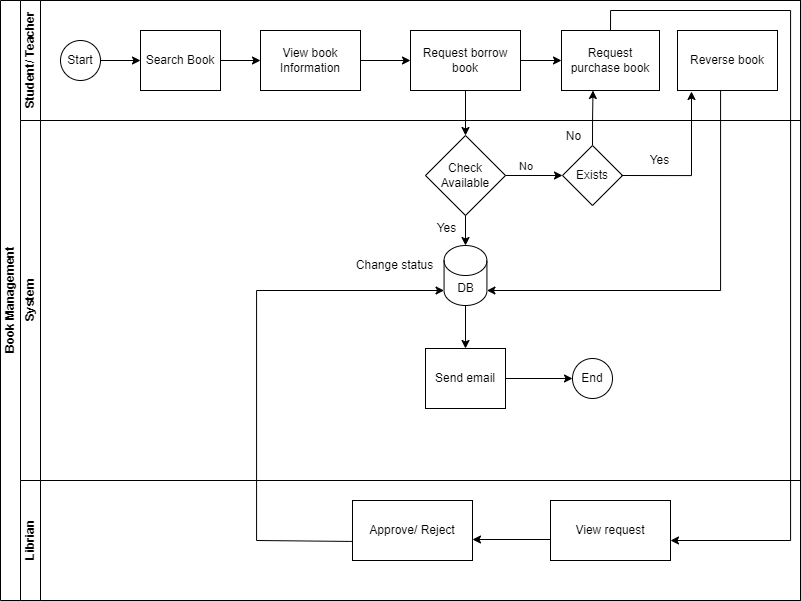 Book Management
Student/ Teacher
Start
Search Book
View book
Information
Request borrow
book
Request
purchase book
Reverse book
System
Check
Available
No
Exists
No
Yes
Yes
Change status
DB
Send email
End
Librian
Approve/ Reject
View request